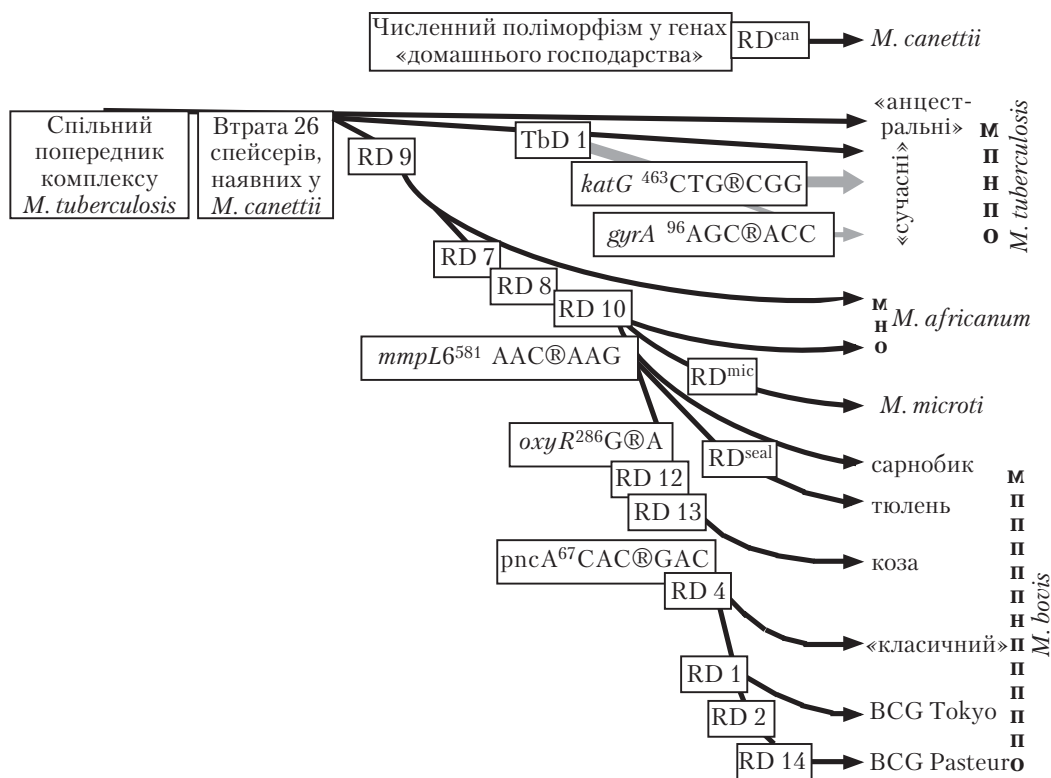 Численний поліморфізм у генах
«домашнього господарства»
RDcan
M. canettii
Спільний
попередник
комплексу
M. tuberculosis
Втрата 26
спейсерів,
наявних у
M. canettii
RD 9
TbD 1
katG 463CTG®CGG
gyrA 96AGC®ACC
«анцест-
ральні»
«сучасні»
м
п
н
п
о
M. tuberculosis
RD 7
RD 8
RD 10
м
н
о
M. africanum
mmpL6581 AAC®AAG
RDmic
M. microti
oxyR286G®A
RDseal
сарнобик
RD 12
тюлень
RD 13
коза
pncA67CAC®GAC
RD 4
«класичний»
RD 1
BCG Tokyo
RD 2
RD 14
BCG Pasteur
м
п
п
п
п
п
н
п
п
п
п
п
п
о
M. bovis